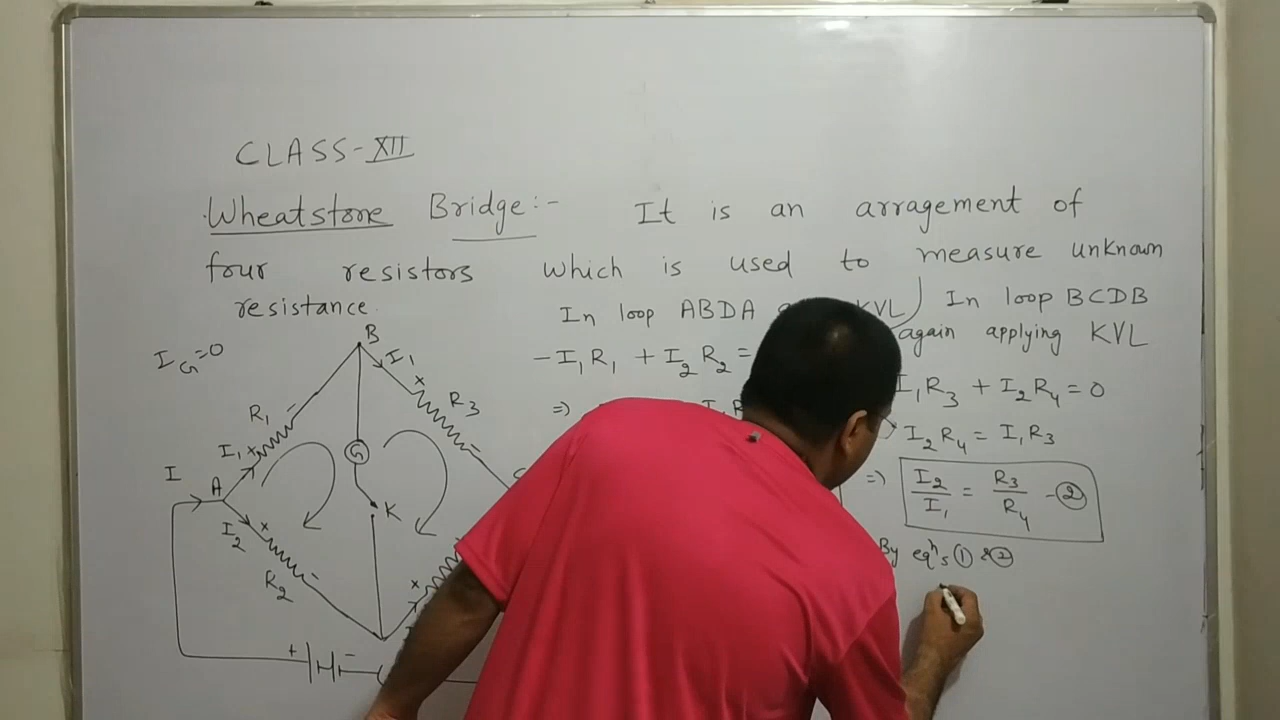 CLASS-XII
Wheatstone Bridge:- It is an arragement of
four resistors which is used to measure unknown
resistance.
I_G=0
B
I₁
R₁
R₃
G
I₁
I
A
K
I₂
R₂
In loop ABDA KVL
-I₁R₁ + I₂R₂=
=)
In loop BCDB
again applying KVL
I₁R₃ + I₂R₄=0
I₂R₄= I₁R₃
=) I₂/I₁ = R₃/R₄ -②
By eqⁿs ① & ②